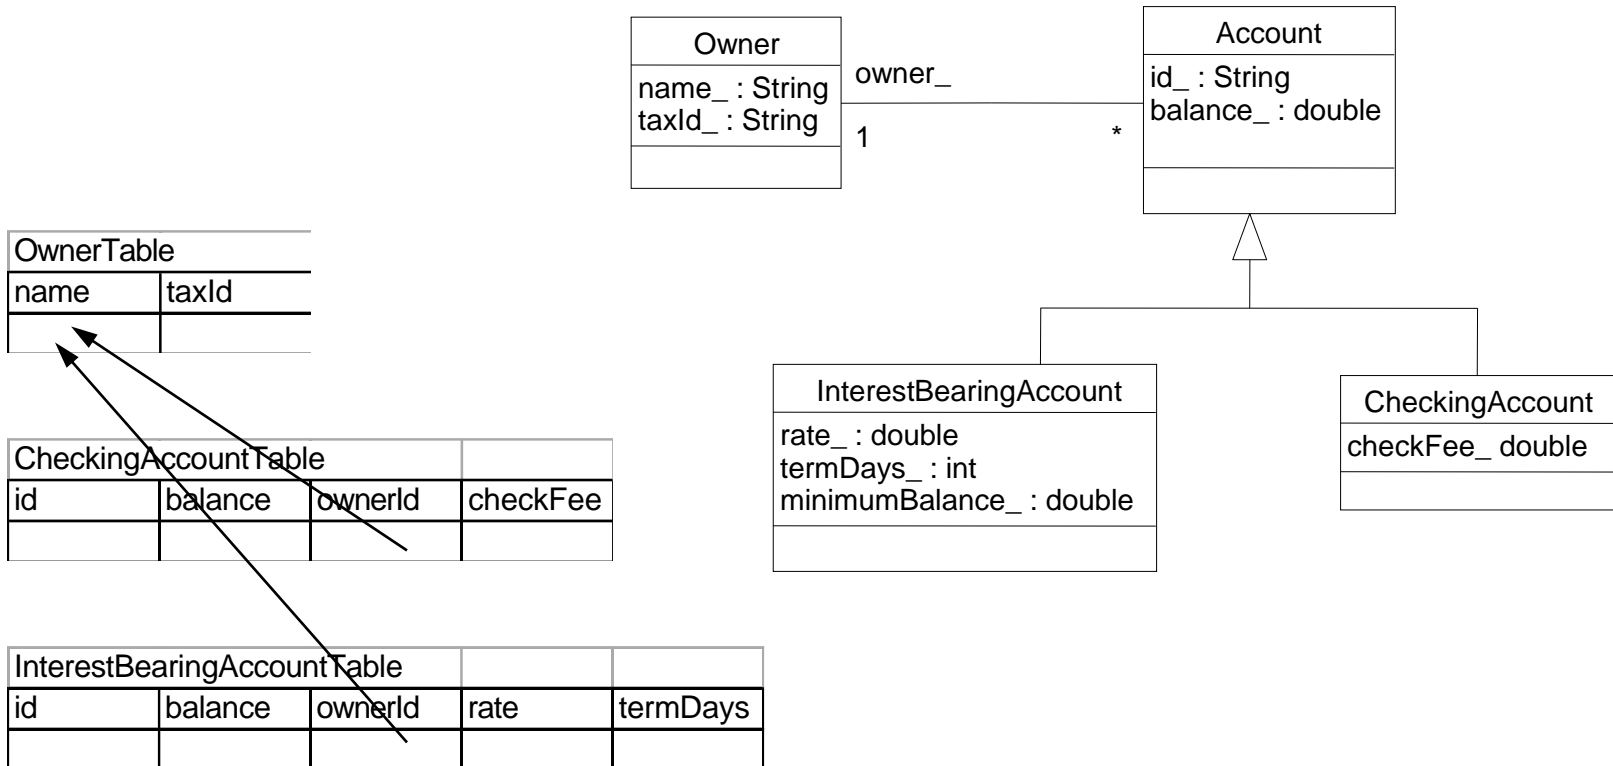 Owner
name_ : String
taxId_ : String
owner_
1
*
Account
id_ : String
balance_ : double
OwnerTable
name taxId
CheckingAccountTable
id balance ownerId checkFee
InterestBearingAccountTable
id balance ownerId rate termDays
InterestBearingAccount
rate_ : double
termDays_ : int
minimumBalance_ : double
CheckingAccount
checkFee_ double